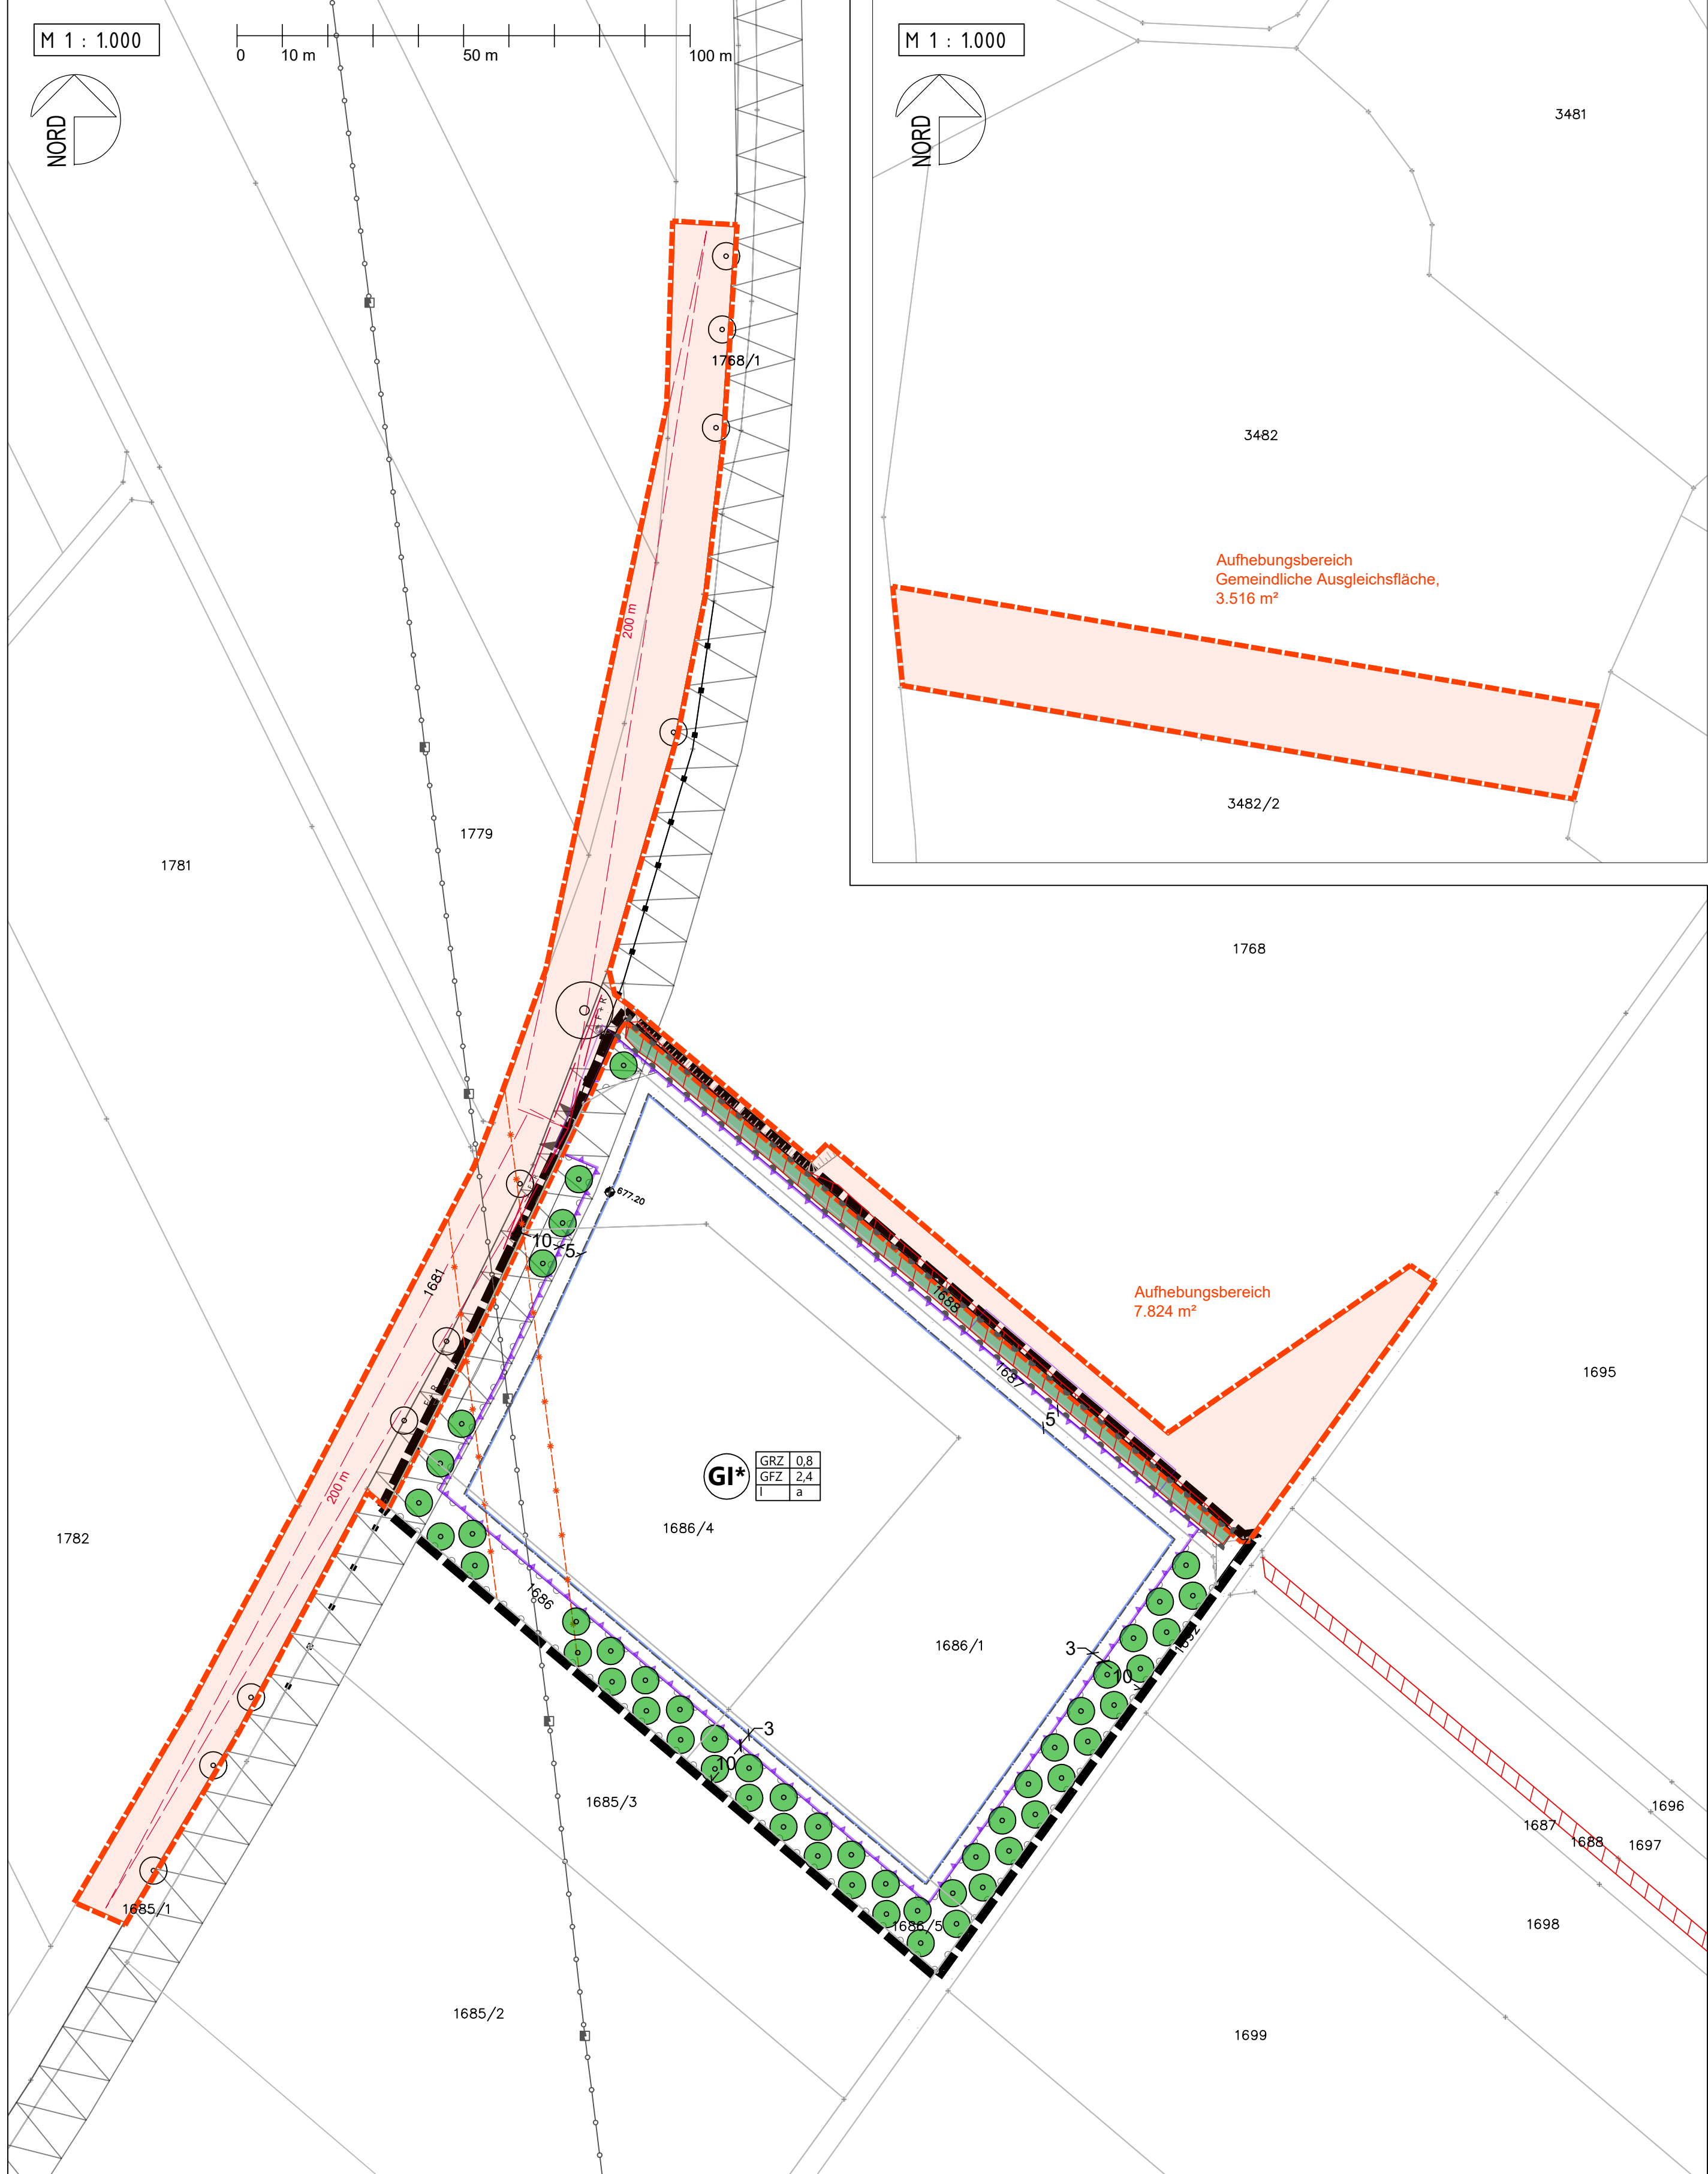 M 1 : 1.000
0 10 m 50 m 100 m
NORD
M 1 : 1.000
NORD
3481
1768/1
3482
Aufhebungsbereich
Gemeindliche Ausgleichsfläche,
3.516 m²
200 m
3482/2
1779
1781
1768
F + R
677.20
10
5
1681
1688
Aufhebungsbereich
7.824 m²
1687
1695
5
GI*
GRZ 0,8
GFZ 2,4
I a
200 m
1686/4
1782
1686
1686/1
3
1692
10
3
10
1685/3
1696
1687
1688
1697
1685/1
1686/5
1698
1685/2
1699